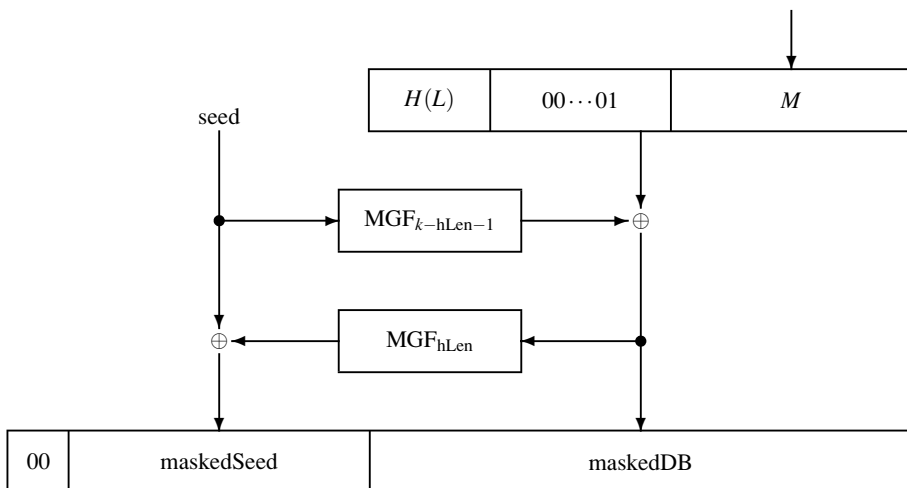 H(L) 00···01 M
seed
MGF_{k−hLen−1} ⊕
⊕ MGF_{hLen}
00 maskedSeed maskedDB